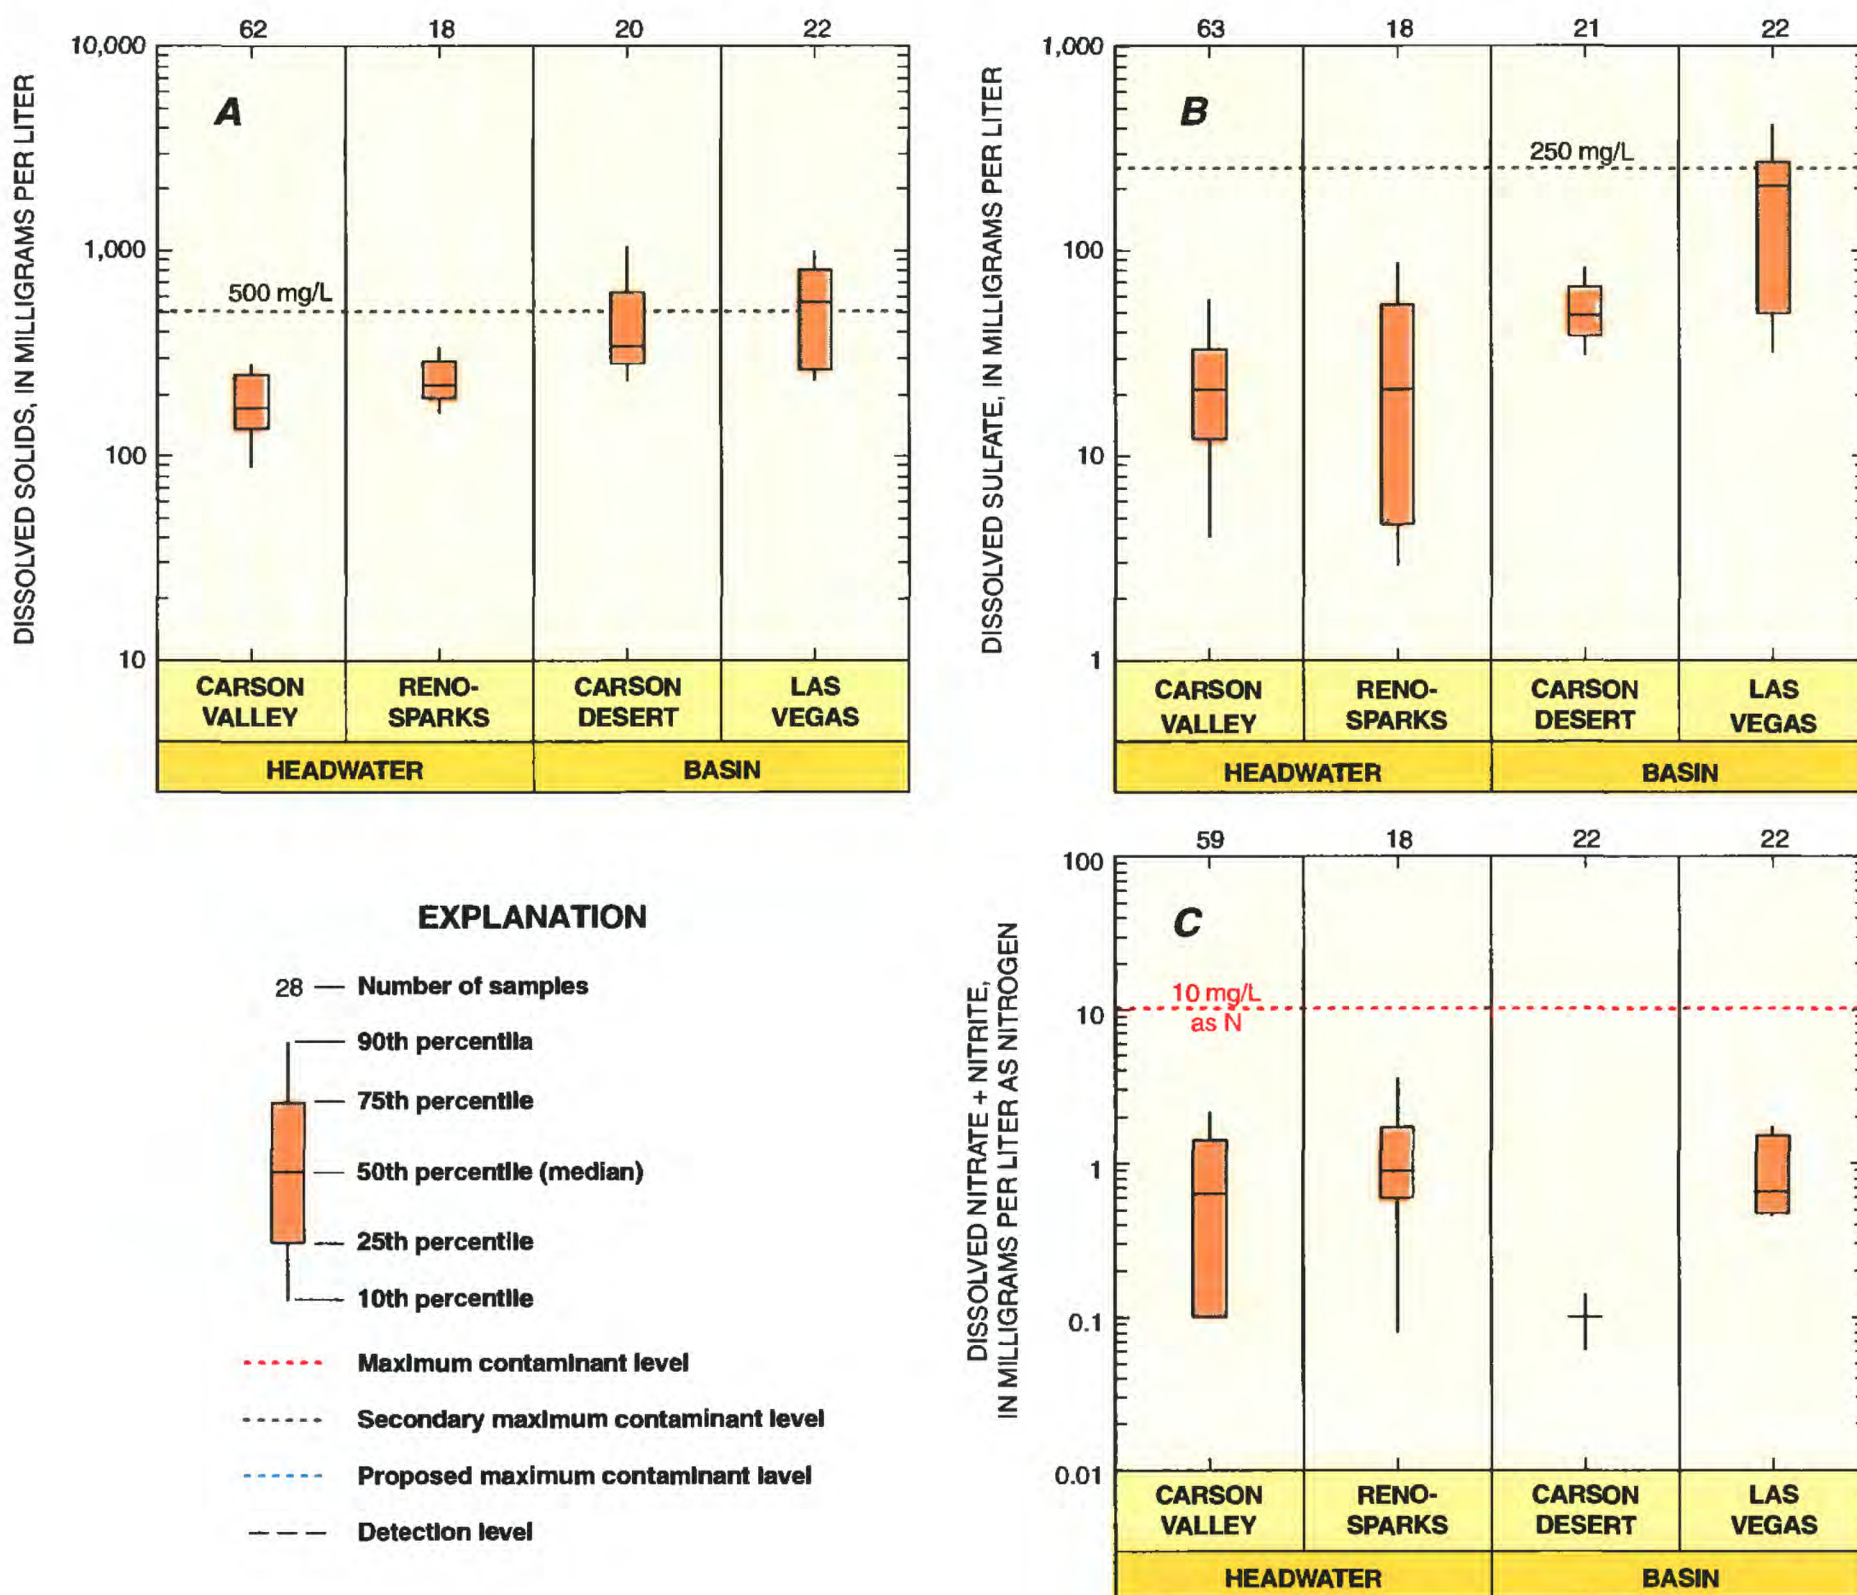 DISSOLVED SOLIDS, IN MILLIGRAMS PER LITER
62 18 20 22
10,000
1,000
100
10
A
500 mg/L
CARSON VALLEY
RENO-SPARKS
CARSON DESERT
LAS VEGAS
HEADWATER
BASIN
DISSOLVED SULFATE, IN MILLIGRAMS PER LITER
63 18 21 22
1,000
100
10
1
B
250 mg/L
CARSON VALLEY
RENO-SPARKS
CARSON DESERT
LAS VEGAS
HEADWATER
BASIN
EXPLANATION
28 Number of samples
90th percentila
75th percentile
50th percentile (median)
25th percentile
10th percentile
Maximum contaminant level
Secondary maximum contaminant level
Proposed maximum contaminant lavel
Detection level
DISSOLVED NITRATE + NITRITE,
IN MILLIGRAMS PER LITER AS NITROGEN
59 18 22 22
100
10
1
0.1
0.01
C
10 mg/L
as N
CARSON VALLEY
RENO-SPARKS
CARSON DESERT
LAS VEGAS
HEADWATER
BASIN